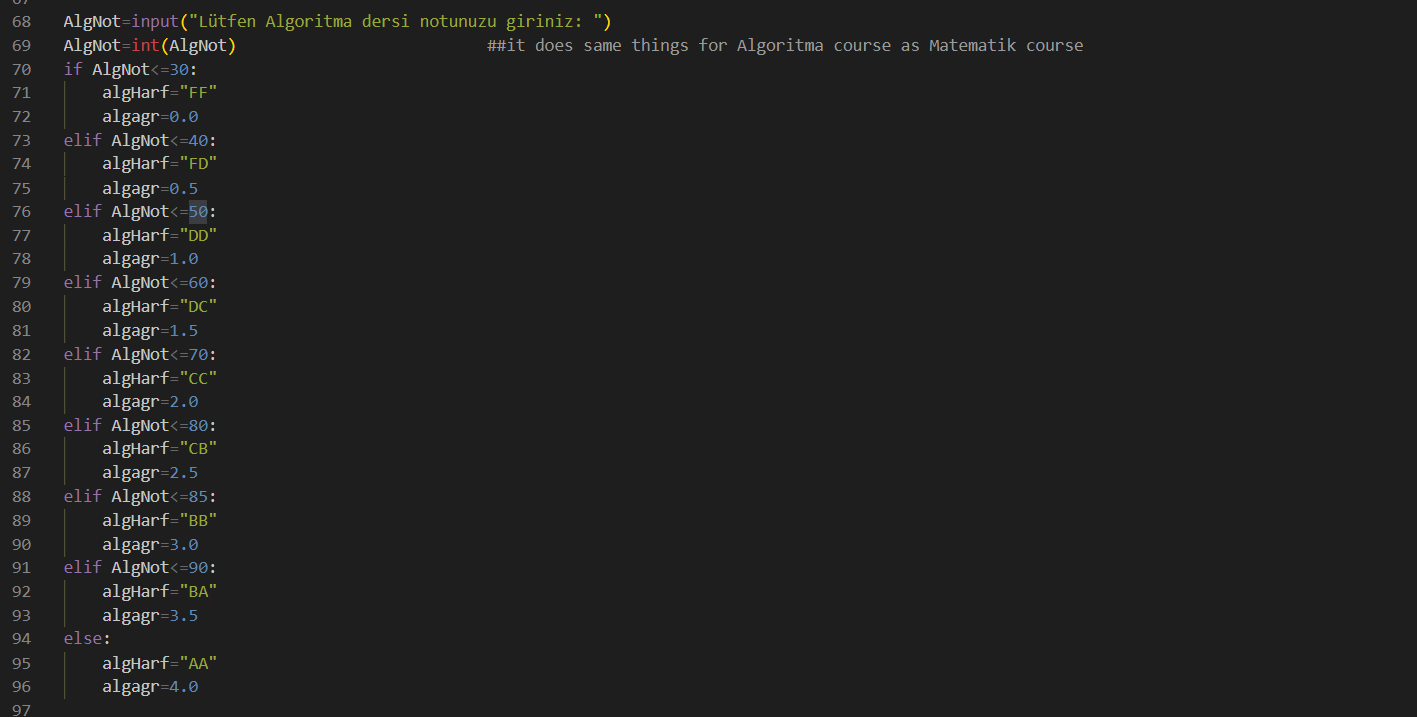 68 AlgNot=input("Lütfen Algoritma dersi notunuzu giriniz: ")
69 AlgNot=int(AlgNot) ##it does same things for Algoritma course as Matematik course
70 if AlgNot<=30:
71 algHarf="FF"
72 algagr=0.0
73 elif AlgNot<=40:
74 algHarf="FD"
75 algagr=0.5
76 elif AlgNot<=50:
77 algHarf="DD"
78 algagr=1.0
79 elif AlgNot<=60:
80 algHarf="DC"
81 algagr=1.5
82 elif AlgNot<=70:
83 algHarf="CC"
84 algagr=2.0
85 elif AlgNot<=80:
86 algHarf="CB"
87 algagr=2.5
88 elif AlgNot<=85:
89 algHarf="BB"
90 algagr=3.0
91 elif AlgNot<=90:
92 algHarf="BA"
93 algagr=3.5
94 else:
95 algHarf="AA"
96 algagr=4.0
97